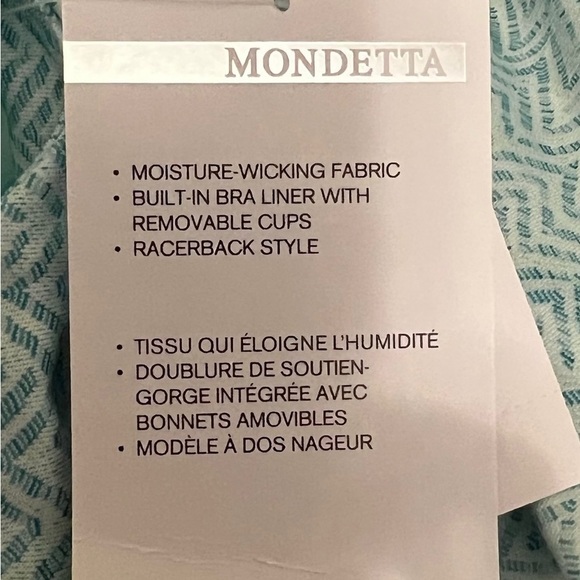 MONDETTA
• MOISTURE-WICKING FABRIC
• BUILT-IN BRA LINER WITH
REMOVABLE CUPS
• RACERBACK STYLE
• TISSU QUI ÉLOIGNE L'HUMIDITÉ
• DOUBLURE DE SOUTIEN-
GORGE INTÉGRÉE AVEC
BONNETS AMOVIBLES
• MODÈLE À DOS NAGEUR